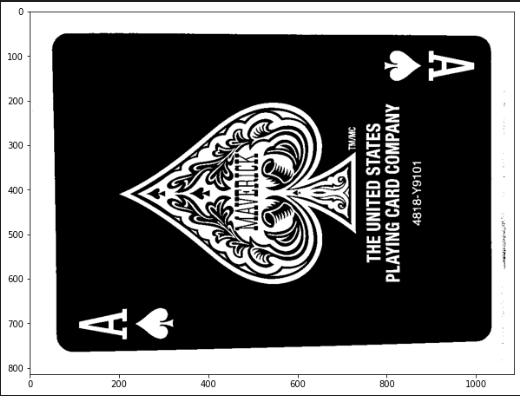 0
100
200
300
400
500
600
700
800
A
MAVERICK
TM/MC
THE UNITED STATES
PLAYING CARD COMPANY
4818-Y9101
A
0 200 400 600 800 1000